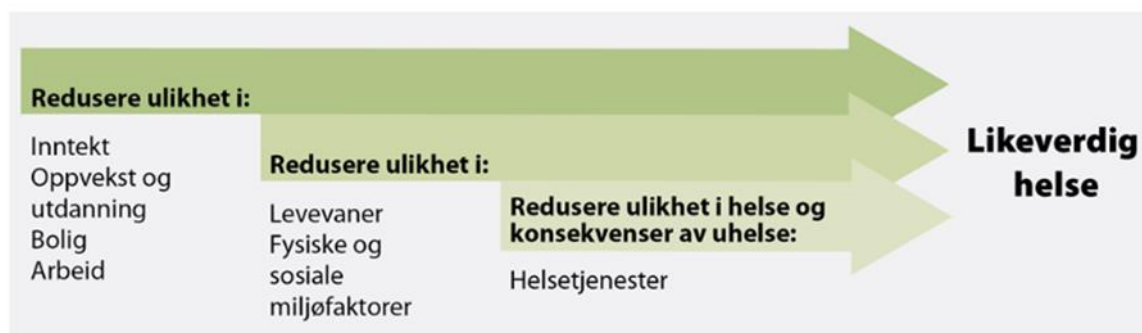 Redusere ulikhet i:
Inntekt
Oppvekst og
utdanning
Bolig
Arbeid
Redusere ulikhet i:
Levevaner
Fysiske og
sosiale
miljøfaktorer
Redusere ulikhet i helse og
konsekvenser av uhelse:
Helsetjenester
Likeverdig
helse